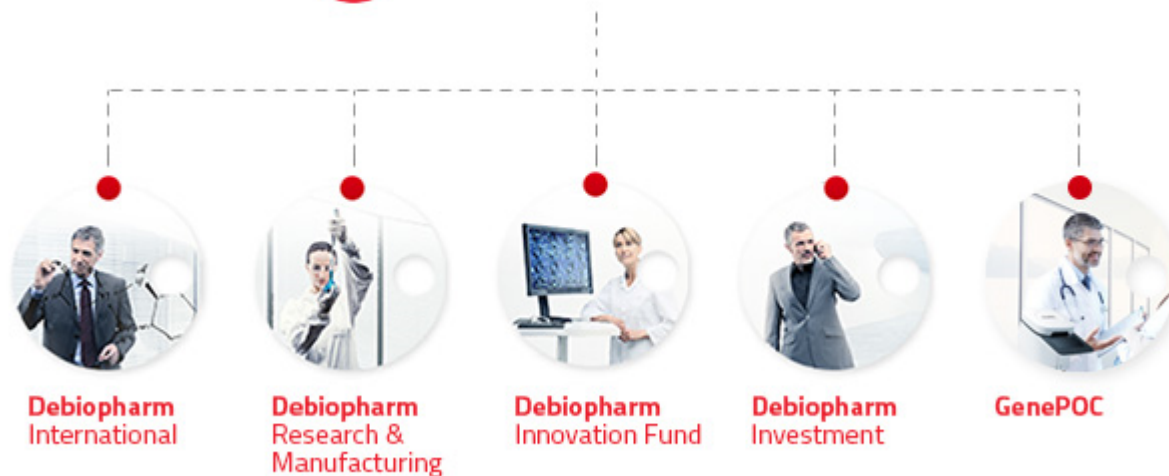 Debiopharm
International
Debiopharm
Research &
Manufacturing
Debiopharm
Innovation Fund
Debiopharm
Investment
GenePOC